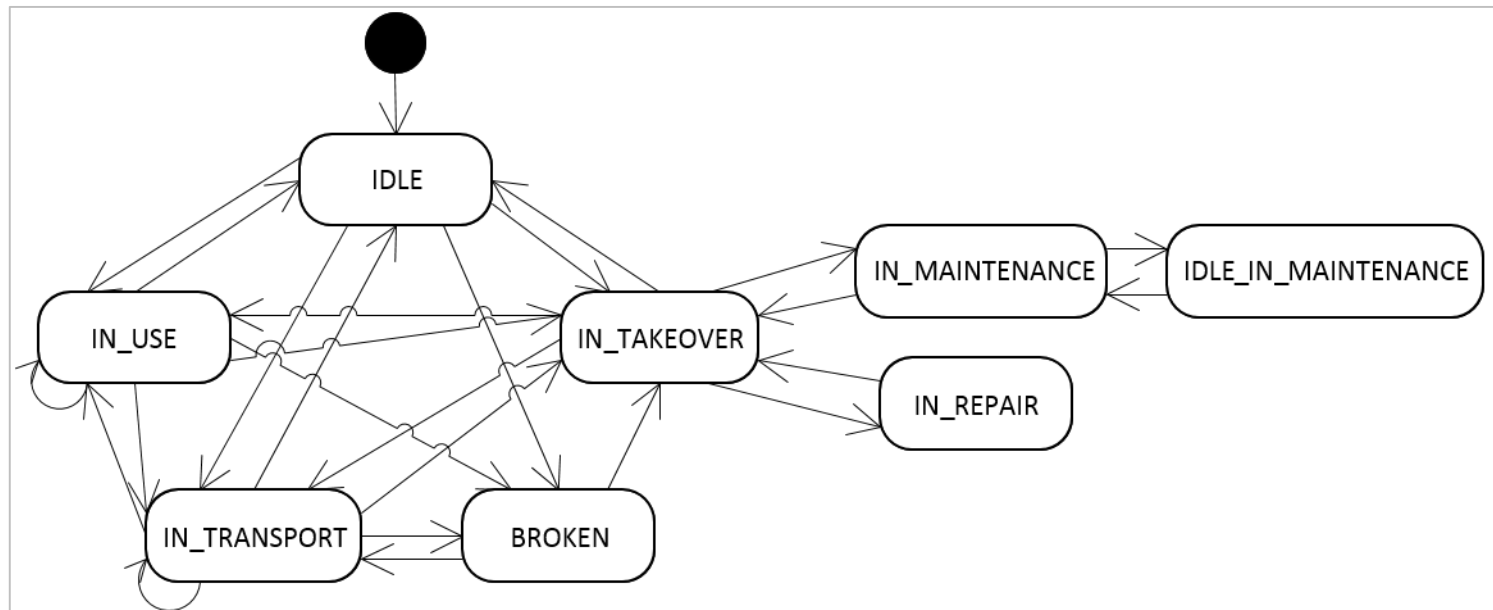 IDLE
IN_MAINTENANCE
IDLE_IN_MAINTENANCE
IN_USE
IN_TAKEOVER
IN_REPAIR
IN_TRANSPORT
BROKEN